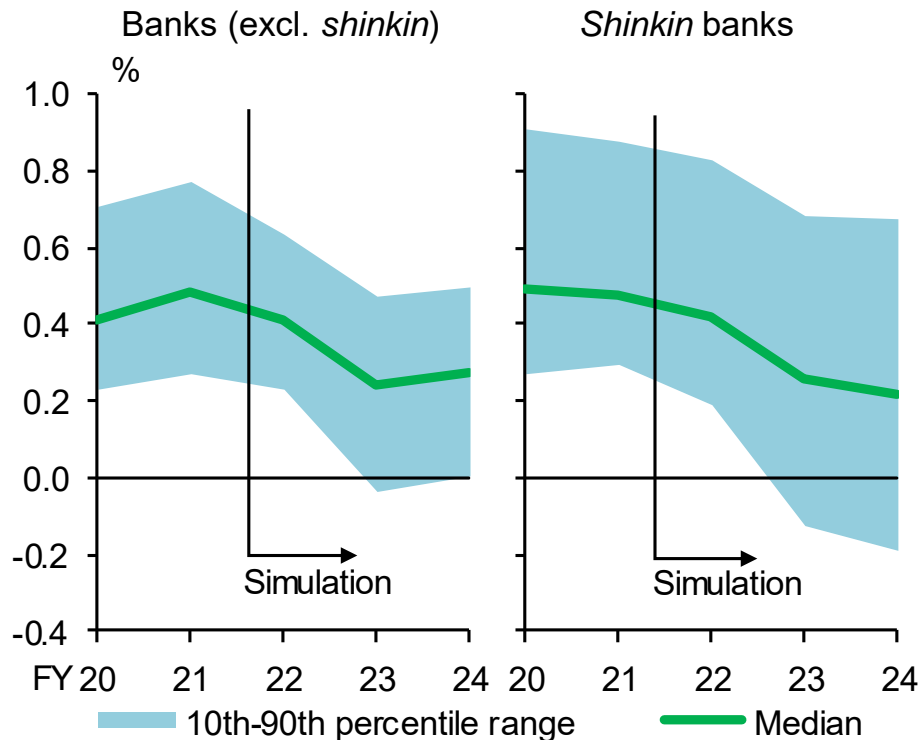 Banks (excl. shinkin)
Shinkin banks
%
1.0
0.8
0.6
0.4
0.2
0.0
-0.2
-0.4
Simulation
Simulation
FY 20 21 22 23 24
20 21 22 23 24
10th-90th percentile range
Median